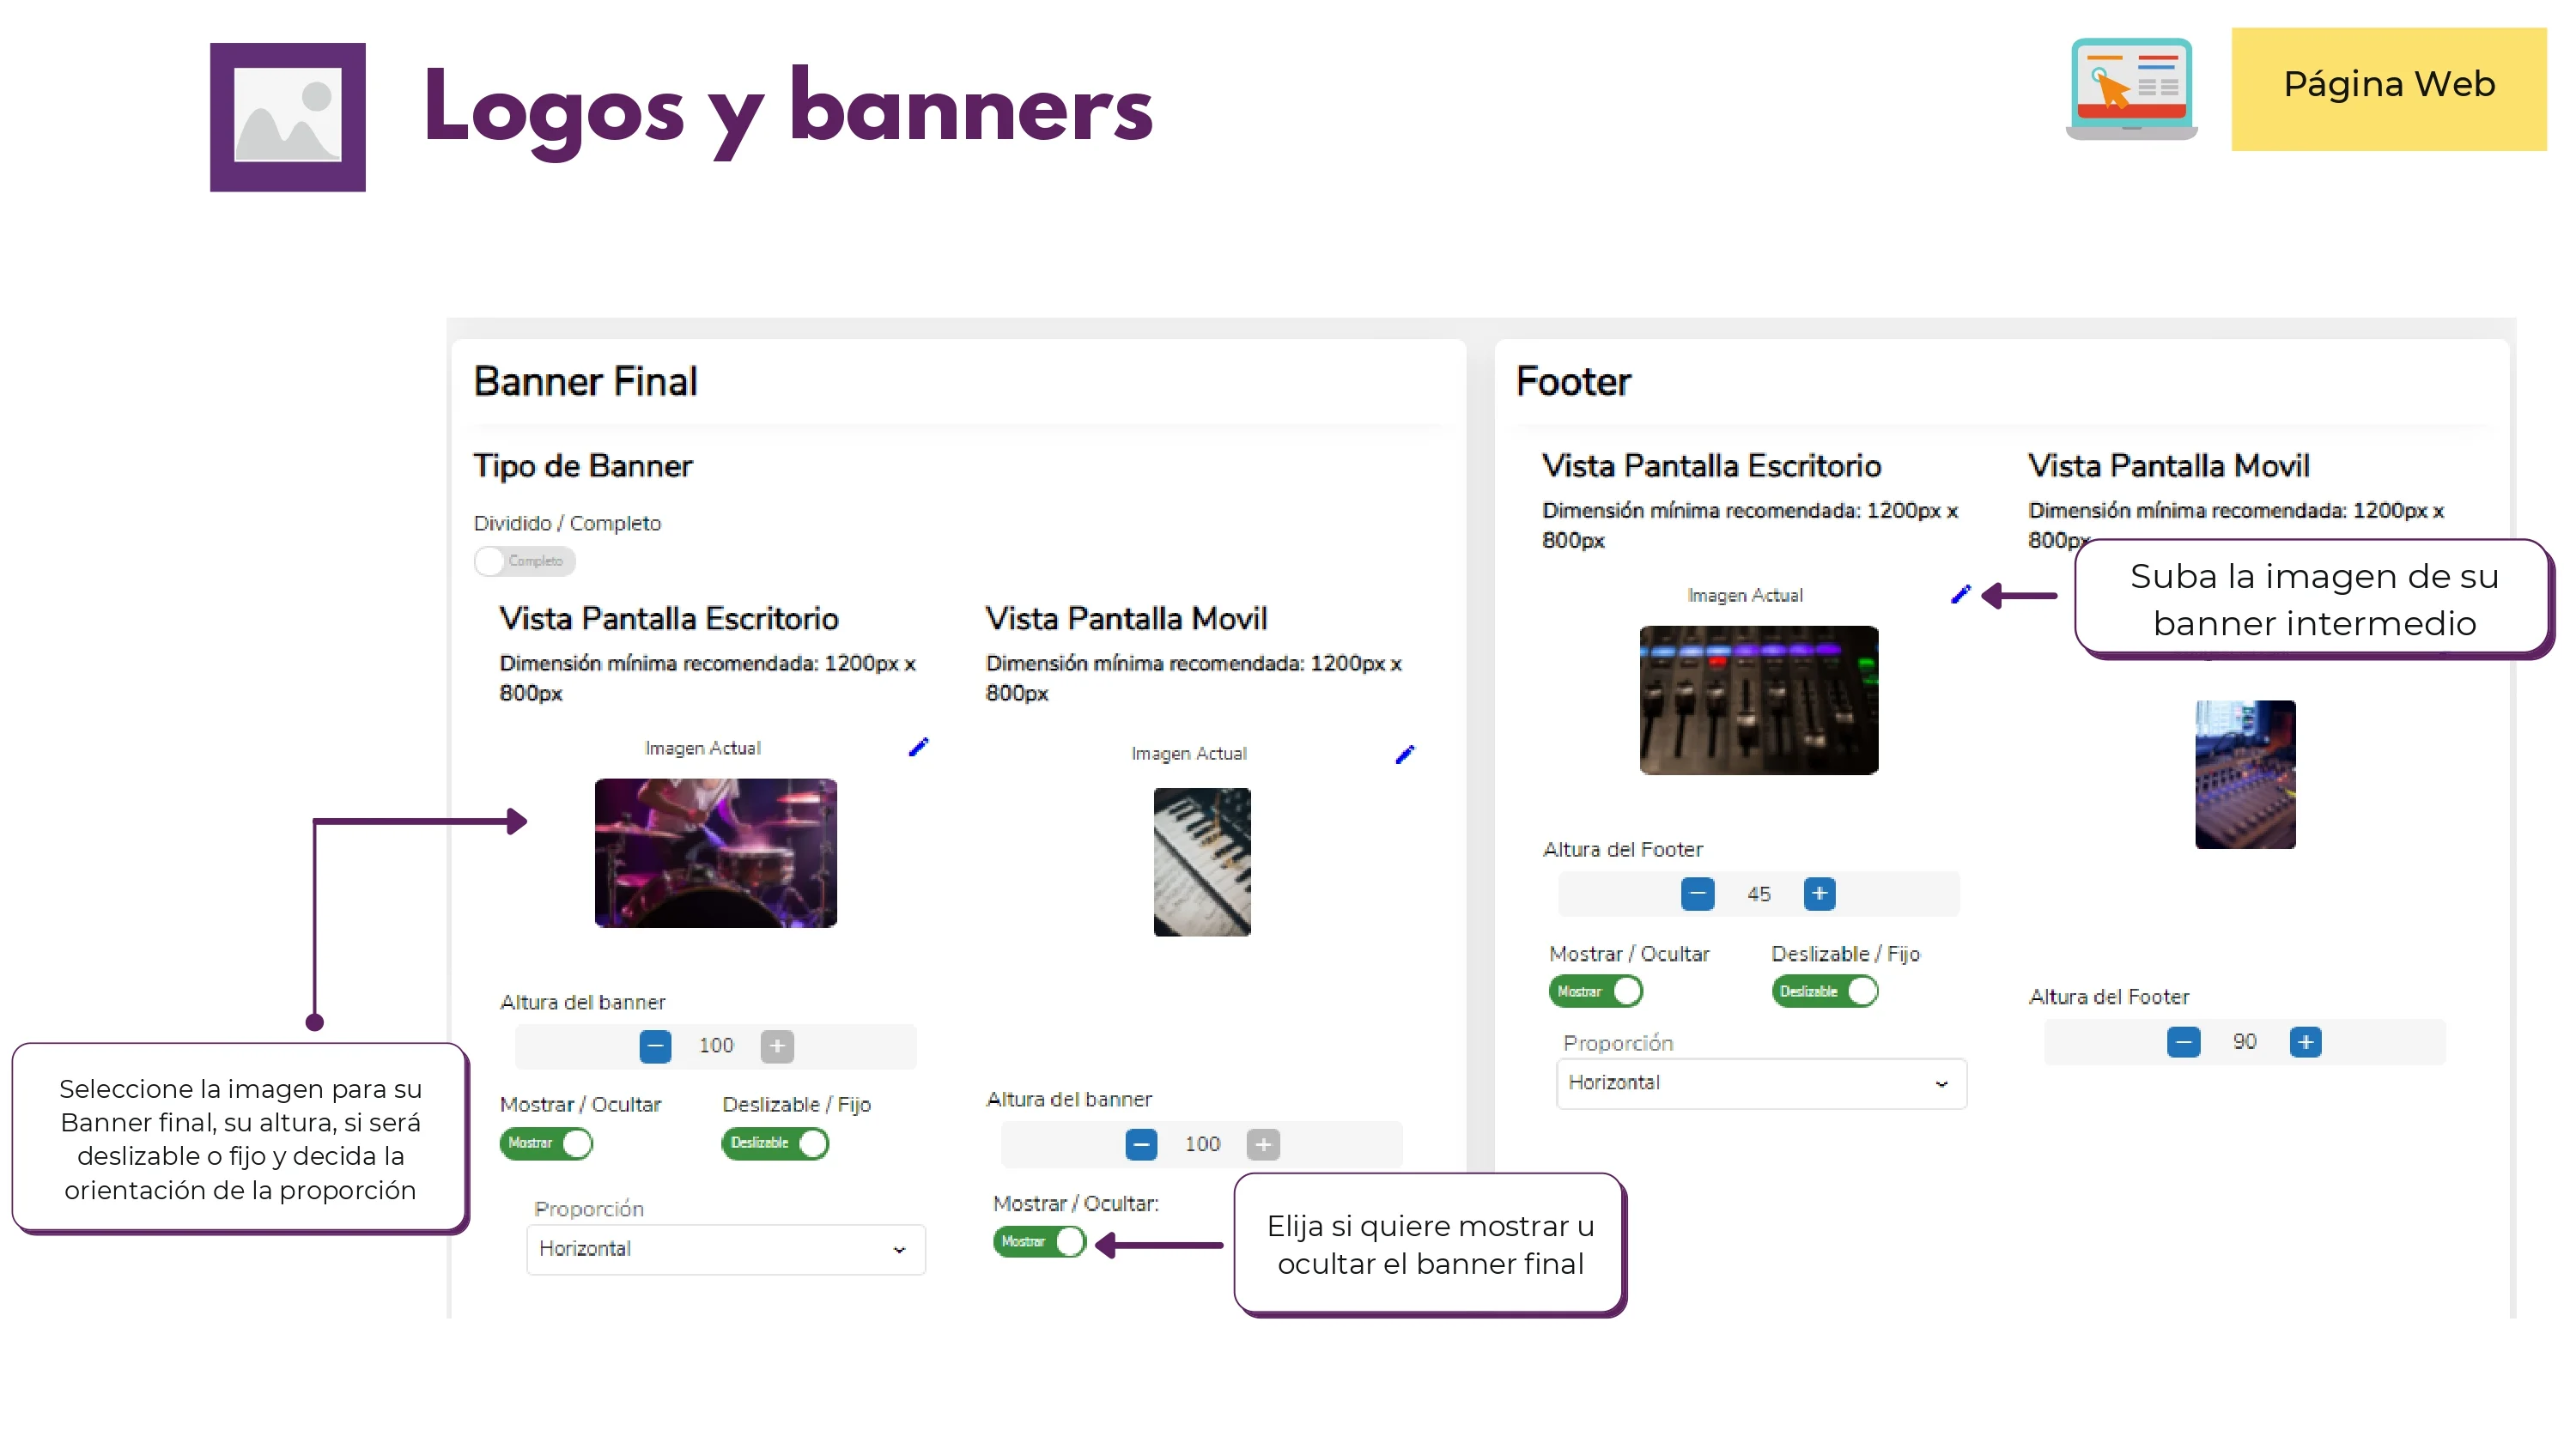 Logos y banners
Página Web
Banner Final
Tipo de Banner
Dividido / Completo
Completo
Vista Pantalla Escritorio
Dimensión mínima recomendada: 1200px x
800px
Imagen Actual
Altura del banner
100
Mostrar / Ocultar
Deslizable / Fijo
Mostrar
Deslizable
Proporción
Horizontal
Vista Pantalla Movil
Dimensión mínima recomendada: 1200px x
800px
Imagen Actual
Altura del banner
100
Mostrar / Ocultar:
Mostrar
Footer
Vista Pantalla Escritorio
Dimensión mínima recomendada: 1200px x
800px
Imagen Actual
Altura del Footer
45
Mostrar / Ocultar
Deslizable / Fijo
Mostrar
Deslizable
Proporción
Horizontal
Vista Pantalla Movil
Dimensión mínima recomendada: 1200px x
800px
Altura del Footer
90
Suba la imagen de su
banner intermedio
Seleccione la imagen para su
Banner final, su altura, si será
deslizable o fijo y decida la
orientación de la proporción
Elija si quiere mostrar u
ocultar el banner final